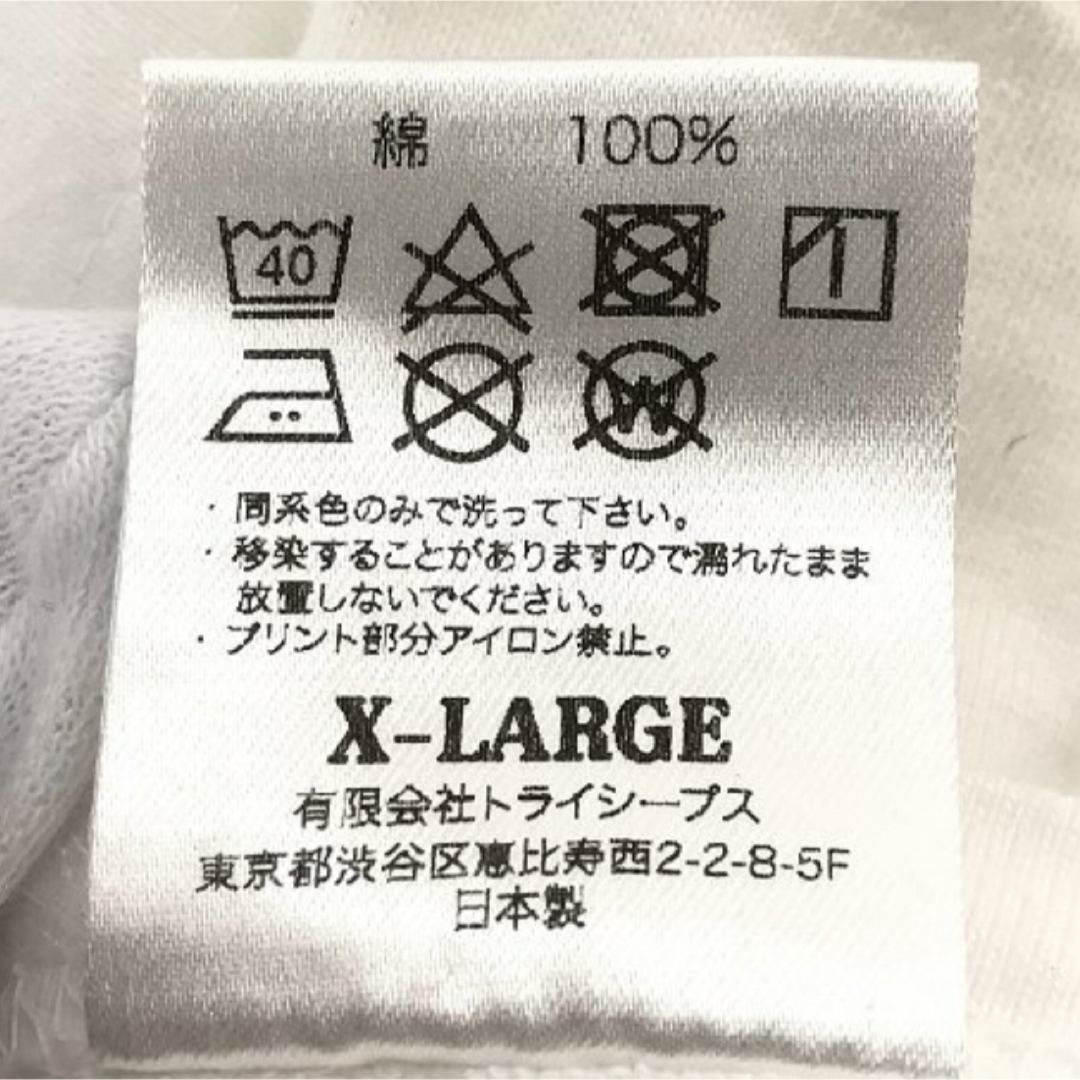 綿 100%
40
W
・同系色のみで洗って下さい。
・移染することがありますので濡れたまま
放置しないでください。
・プリント部分アイロン禁止。
X-LARGE
有限会社トライシープス
東京都渋谷区恵比寿西2-2-8-5F
日本製